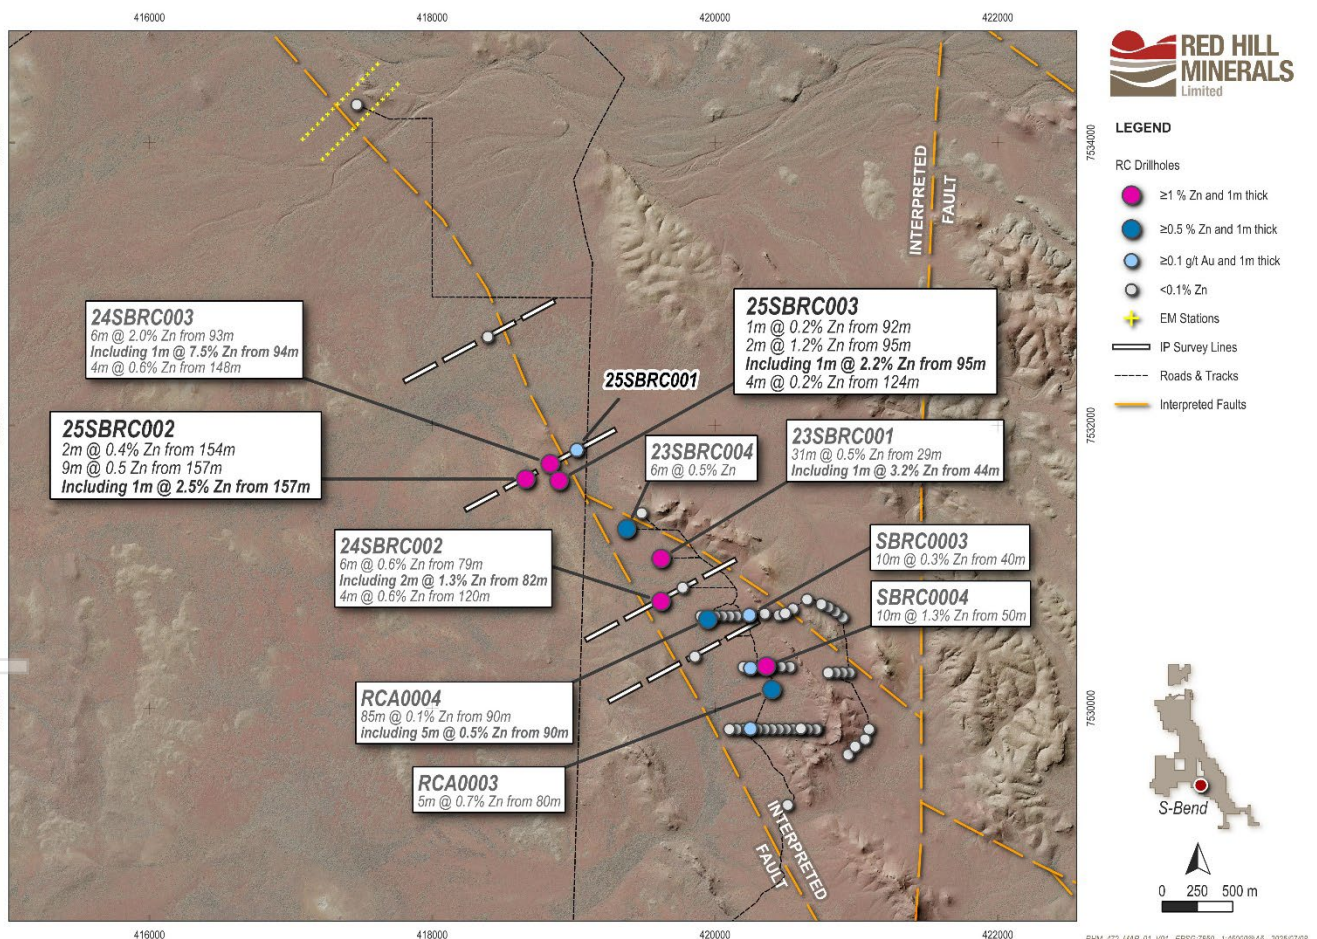 416000
418000
420000
422000
RED HILL
MINERALS
Limited
LEGEND
RC Drillholes
≥1 % Zn and 1m thick
≥0.5 % Zn and 1m thick
≥0.1 g/t Au and 1m thick
<0.1% Zn
EM Stations
IP Survey Lines
Roads & Tracks
Interpreted Faults
7534000
7532000
7530000
INTERPRETED
FAULT
24SBRC003
6m @ 2.0% Zn from 93m
Including 1m @ 7.5% Zn from 94m
4m @ 0.6% Zn from 148m
25SBRC003
1m @ 0.2% Zn from 92m
2m @ 1.2% Zn from 95m
Including 1m @ 2.2% Zn from 95m
4m @ 0.2% Zn from 124m
25SBRC001
25SBRC002
2m @ 0.4% Zn from 154m
9m @ 0.5 Zn from 157m
Including 1m @ 2.5% Zn from 157m
23SBRC004
6m @ 0.5% Zn
23SBRC001
31m @ 0.5% Zn from 29m
Including 1m @ 3.2% Zn from 44m
24SBRC002
6m @ 0.6% Zn from 79m
Including 2m @ 1.3% Zn from 82m
4m @ 0.6% Zn from 120m
SBRC0003
10m @ 0.3% Zn from 40m
SBRC0004
10m @ 1.3% Zn from 50m
RCA0004
85m @ 0.1% Zn from 90m
including 5m @ 0.5% Zn from 90m
RCA0003
5m @ 0.7% Zn from 80m
INTERPRETED
FAULT
S-Bend
0 250 500 m
416000
418000
420000
422000